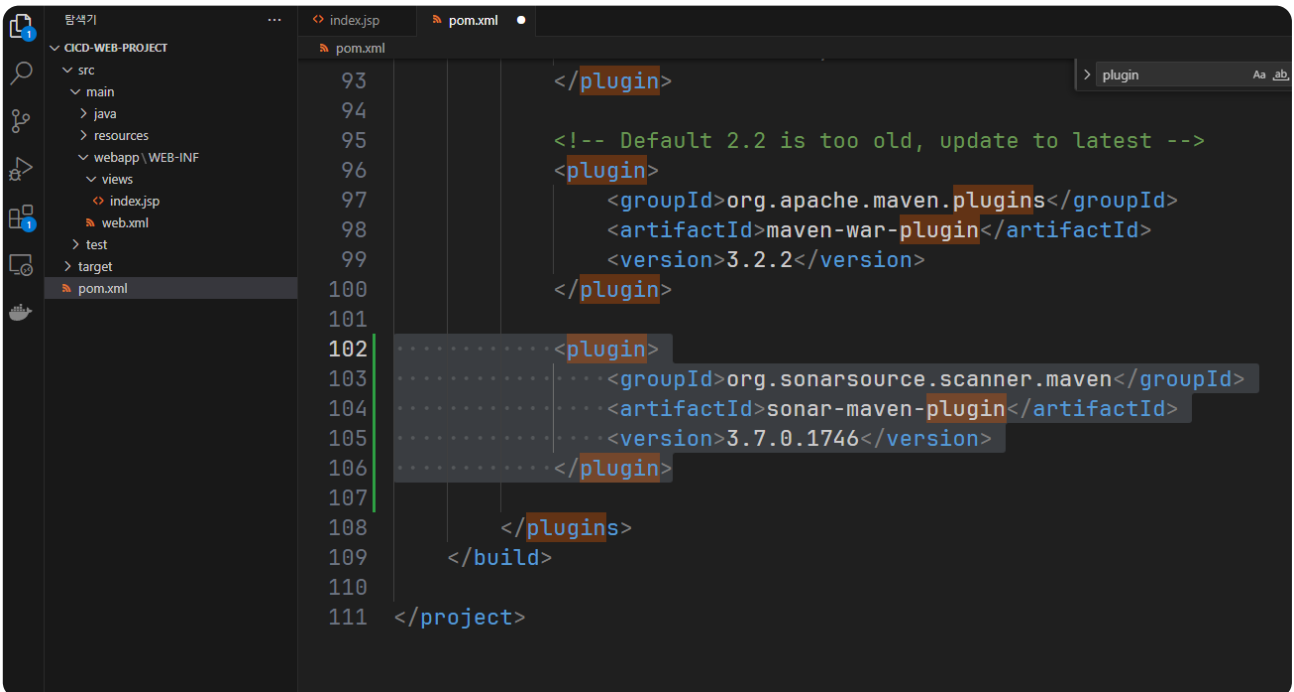 탐색기
···
index.jsp
pom.xml
CICD-WEB-PROJECT
src
main
java
resources
webapp\WEB-INF
views
index.jsp
web.xml
test
target
pom.xml
1
1
pom.xml
plugin
Aa ab
93 </plugin>
94
95 <!-- Default 2.2 is too old, update to latest -->
96 <plugin>
97 <groupId>org.apache.maven.plugins</groupId>
98 <artifactId>maven-war-plugin</artifactId>
99 <version>3.2.2</version>
100 </plugin>
101
102 <plugin>
103 <groupId>org.sonarsource.scanner.maven</groupId>
104 <artifactId>sonar-maven-plugin</artifactId>
105 <version>3.7.0.1746</version>
106 </plugin>
107
108 </plugins>
109 </build>
110
111 </project>